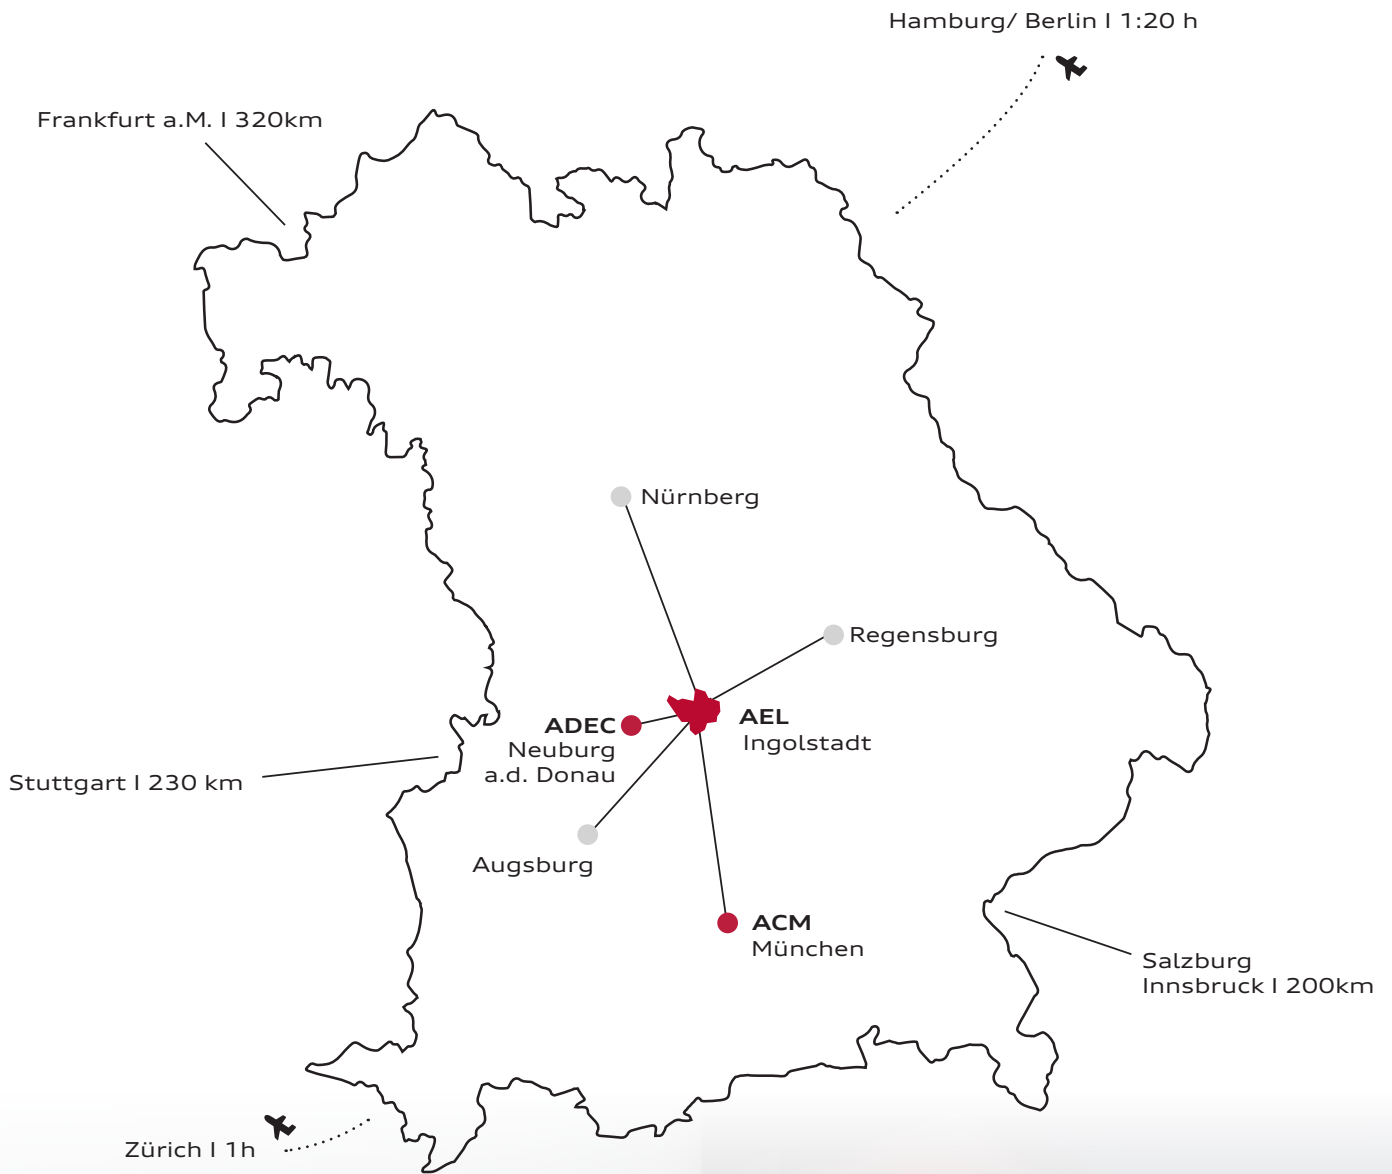 Hamburg/ Berlin I 1:20 h
Frankfurt a.M. I 320km
Nürnberg
Regensburg
ADEC
Neuburg
a.d. Donau
AEL
Ingolstadt
Stuttgart I 230 km
Augsburg
ACM
München
Salzburg
Innsbruck I 200km
Zürich I 1h